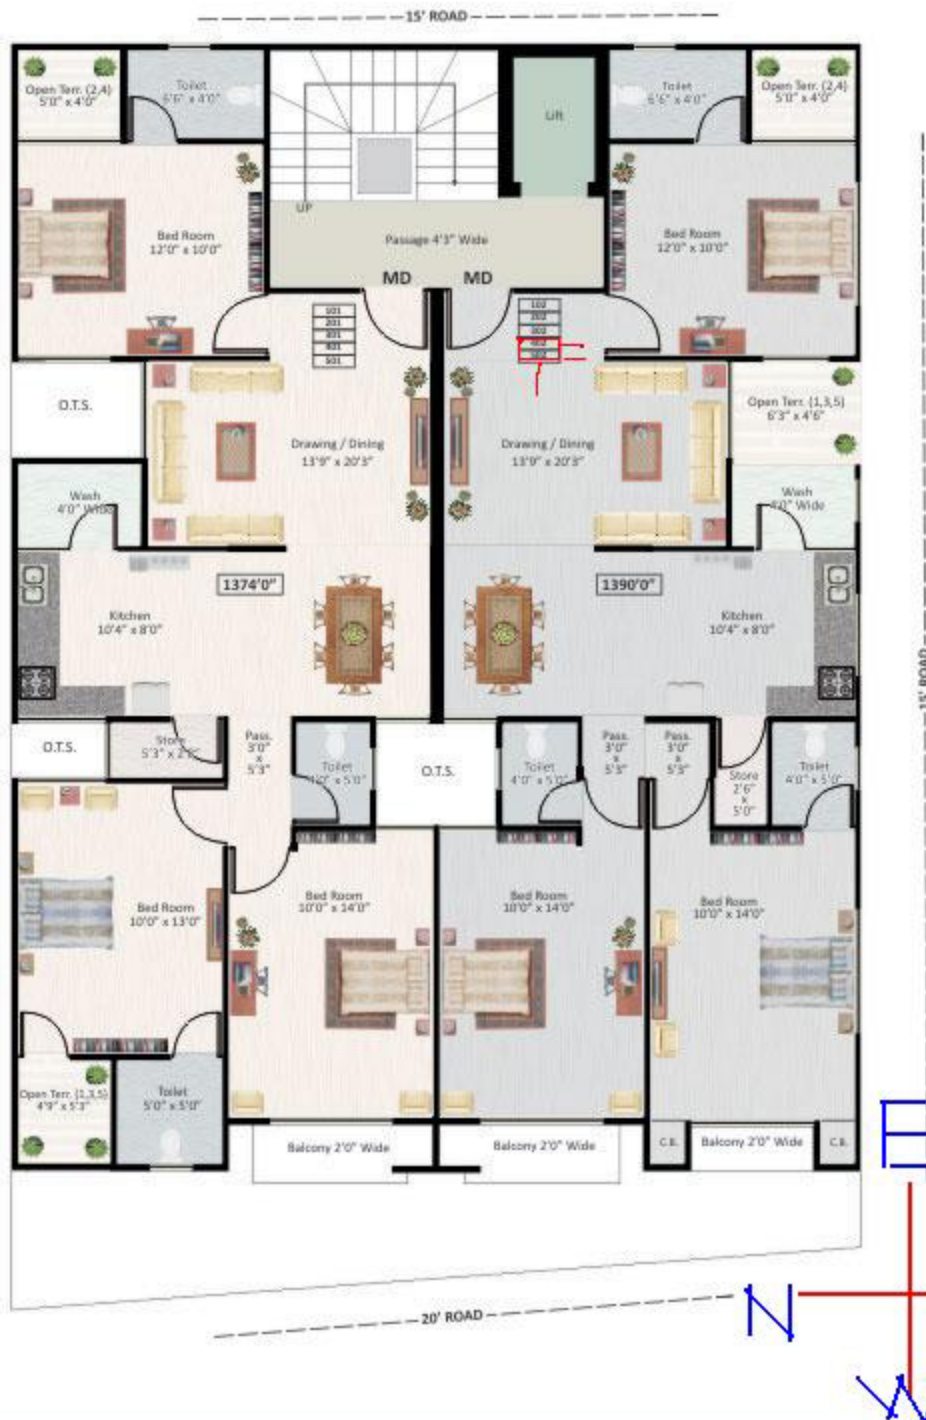 15' ROAD
Open Terr. (2,4)
5'0" x 4'0"
Toilet
6'6" x 4'0"
Lift
Toilet
6'6" x 4'0"
Open Terr. (2,4)
5'0" x 4'0"
UP
Bed Room
12'0" x 10'0"
Passage 4'3" Wide
Bed Room
12'0" x 10'0"
MD
MD
101
201
301
401
501
102
202
302
402
502
O.T.S.
Open Terr. (1,3,5)
6'3" x 4'6"
Drawing / Dining
13'9" x 20'3"
Drawing / Dining
13'9" x 20'3"
Wash
4'0" Wide
Wash
4'0" Wide
1374'0"
1390'0"
Kitchen
10'4" x 8'0"
Kitchen
10'4" x 8'0"
15' ROAD
O.T.S.
Store
5'3" x
Pass.
3'0"
x
5'3"
Toilet
4'0" x 5'0"
O.T.S.
Toilet
4'0" x 5'0"
Pass.
3'0"
x
5'3"
Pass.
3'0"
x
5'3"
Store
2'6"
x
5'0"
Toilet
4'0" x 5'0"
Bed Room
10'0" x 13'0"
Bed Room
10'0" x 14'0"
Bed Room
10'0" x 14'0"
Bed Room
10'0" x 14'0"
Open Terr. (1,3,5)
4'9" x 5'3"
Toilet
5'0" x 5'0"
Balcony 2'0" Wide
Balcony 2'0" Wide
C.B.
Balcony 2'0" Wide
C.B.
E
N
W
20' ROAD